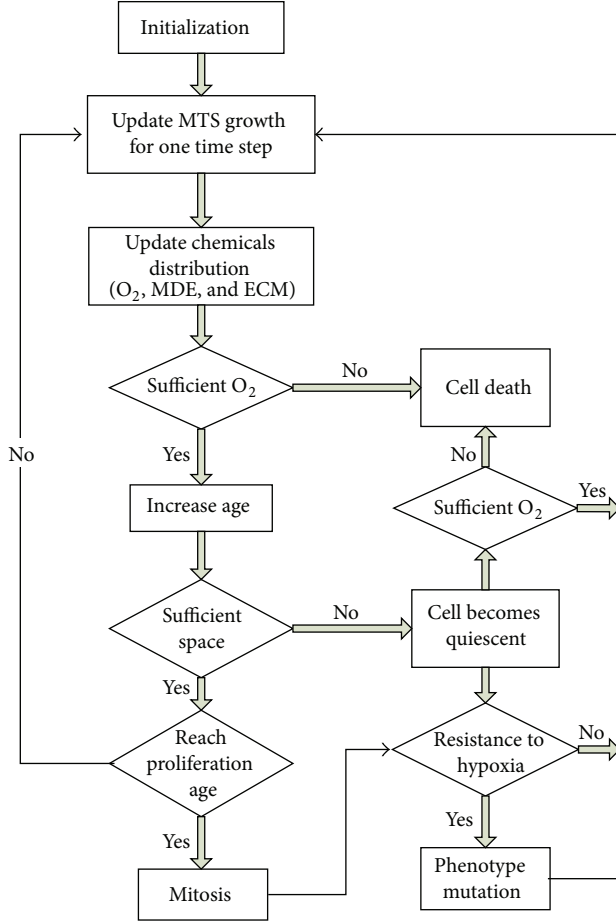 Initialization
Update MTS growth
for one time step
Update chemicals
distribution
(O₂, MDE, and ECM)
Sufficient O₂
No
Cell death
Yes
No
No
Increase age
Sufficient O₂
Yes
Sufficient
space
No
Cell becomes
quiescent
Yes
Reach
proliferation
age
Resistance to
hypoxia
No
Yes
Yes
Mitosis
Phenotype
mutation